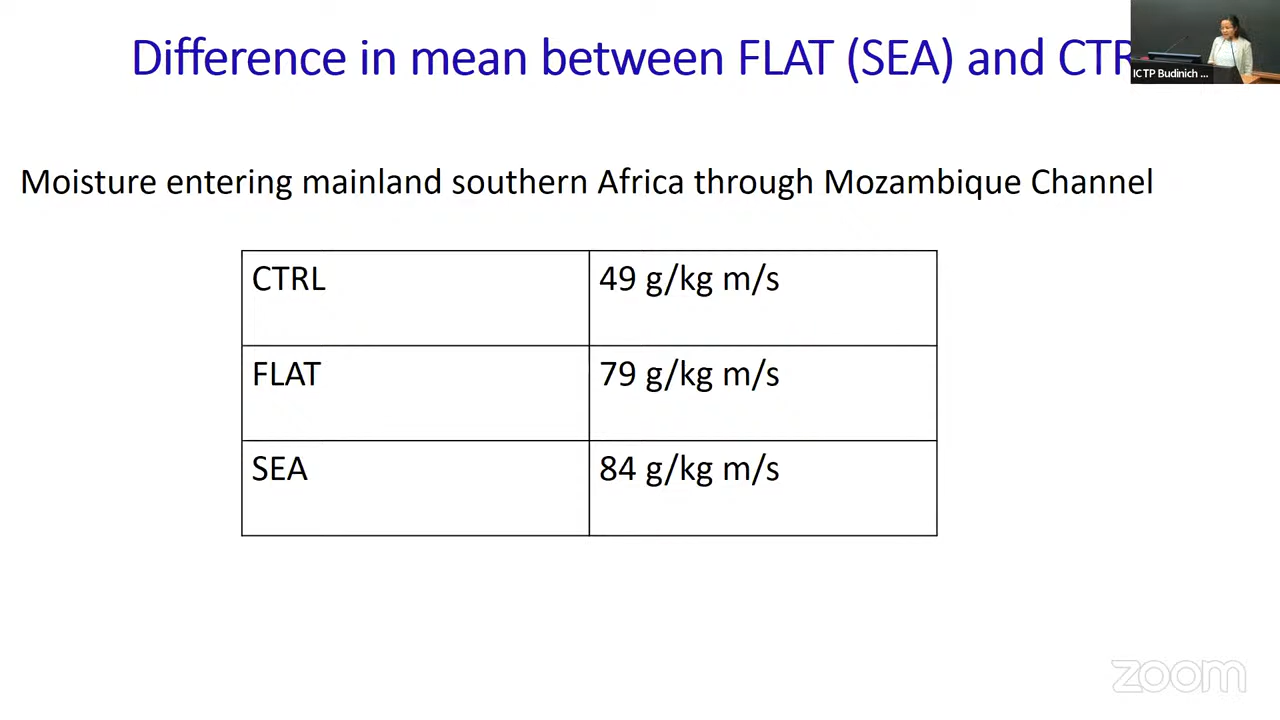 Difference in mean between FLAT (SEA) and CTR
ICTP Budinich ...
Moisture entering mainland southern Africa through Mozambique Channel
CTRL 49 g/kg m/s
FLAT 79 g/kg m/s
SEA 84 g/kg m/s
zoom